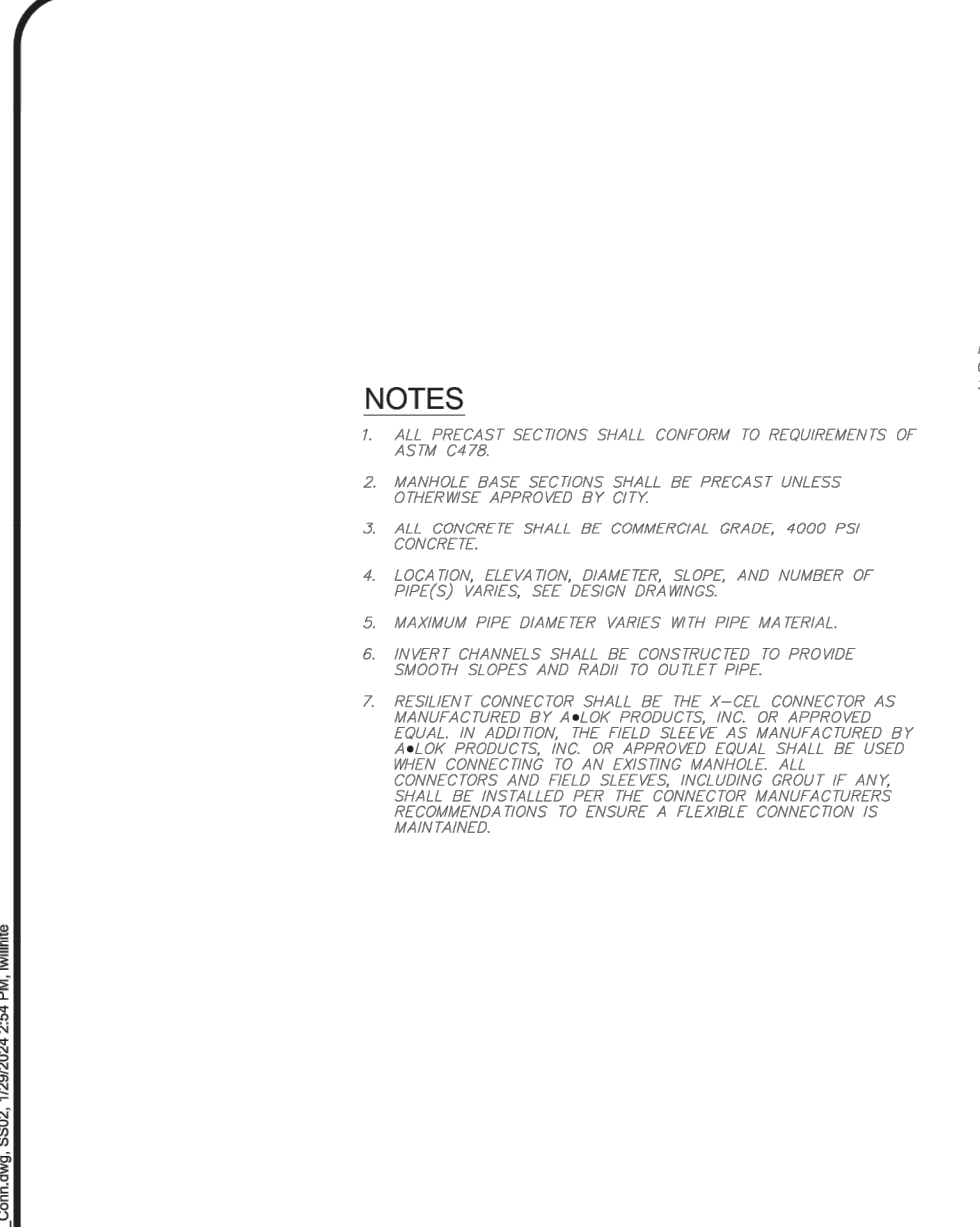 NOTES
1. ALL PRECAST SECTIONS SHALL CONFORM TO REQUIREMENTS OF
ASTM C478.
2. MANHOLE BASE SECTIONS SHALL BE PRECAST UNLESS
OTHERWISE APPROVED BY CITY.
3. ALL CONCRETE SHALL BE COMMERCIAL GRADE, 4000 PSI
CONCRETE.
4. LOCATION, ELEVATION, DIAMETER, SLOPE, AND NUMBER OF
PIPE(S) VARIES, SEE DESIGN DRAWINGS.
5. MAXIMUM PIPE DIAMETER VARIES WITH PIPE MATERIAL.
6. INVERT CHANNELS SHALL BE CONSTRUCTED TO PROVIDE
SMOOTH SLOPES AND RADII TO OUTLET PIPE.
7. RESILIENT CONNECTOR SHALL BE THE X-CEL CONNECTOR AS
MANUFACTURED BY A●LOK PRODUCTS, INC. OR APPROVED
EQUAL. IN ADDITION, THE FIELD SLEEVE AS MANUFACTURED BY
A●LOK PRODUCTS, INC. OR APPROVED EQUAL SHALL BE USED
WHEN CONNECTING TO AN EXISTING MANHOLE. ALL
CONNECTORS AND FIELD SLEEVES, INCLUDING GROUT IF ANY,
SHALL BE INSTALLED PER THE CONNECTOR MANUFACTURERS
RECOMMENDATIONS TO ENSURE A FLEXIBLE CONNECTION IS
MAINTAINED.
_Conn.dwg, SS02, 1/29/2024 2:54 PM,